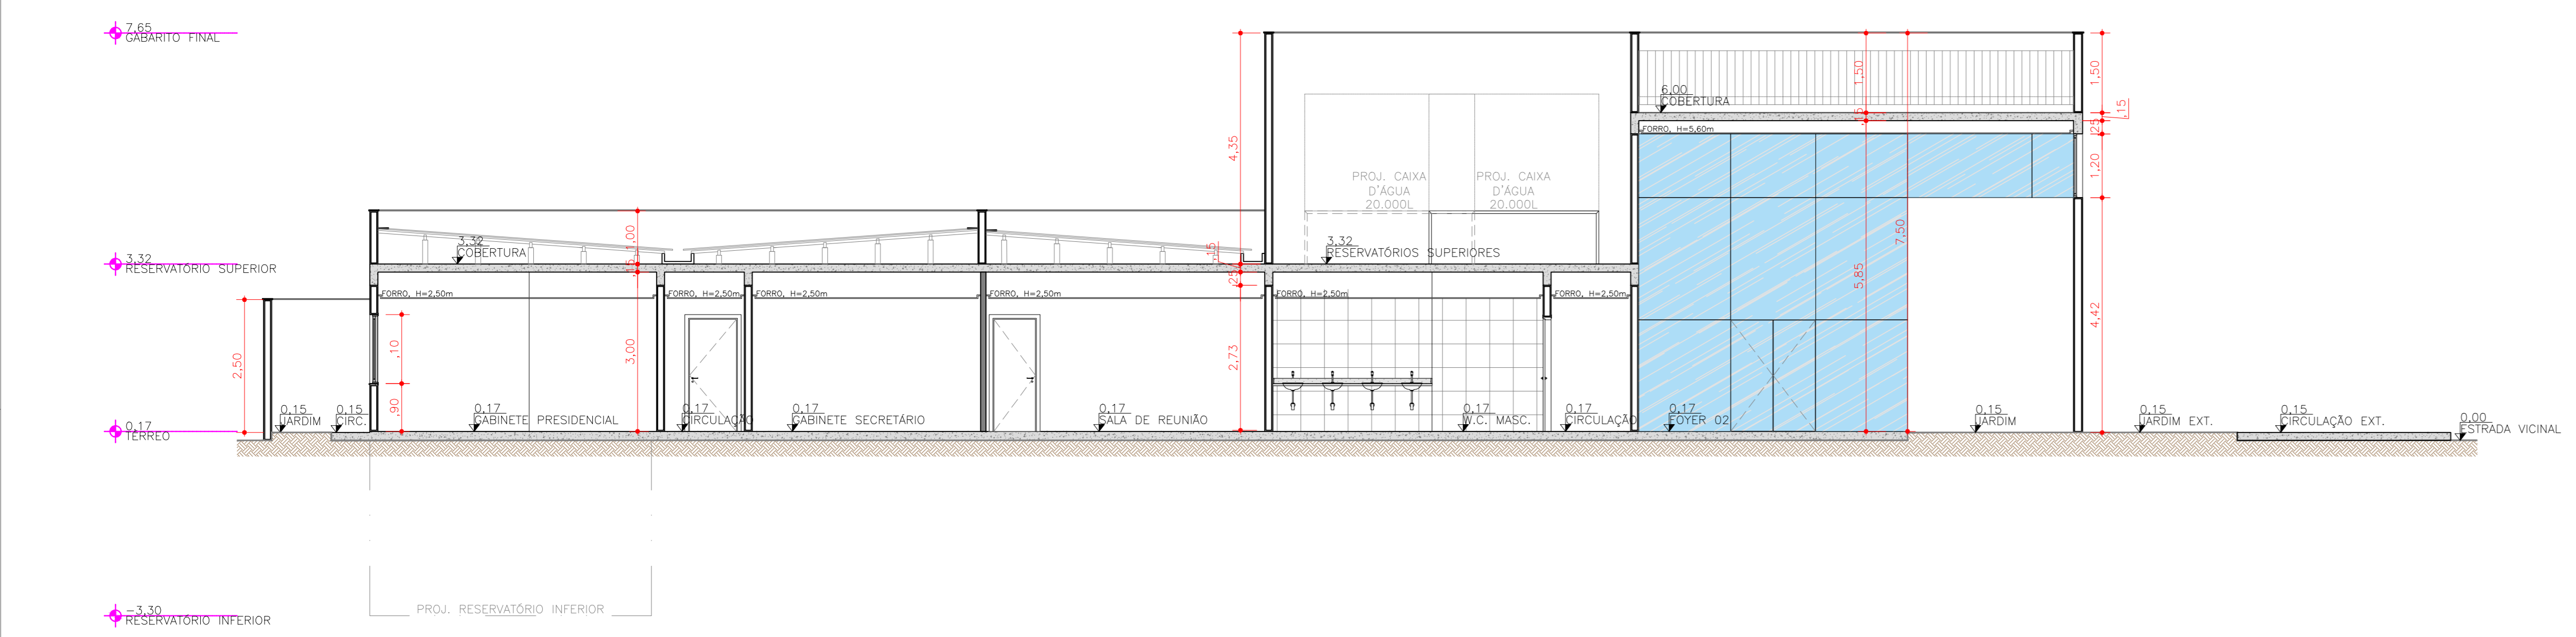 7,65
GABARITO FINAL
1,50
1,50
6,00
COBERTURA
,15
,15
FORRO, H=5,60m
,25
4,35
1,20
PROJ. CAIXA
D'ÁGUA
20.000L
PROJ. CAIXA
D'ÁGUA
20.000L
7,50
3,32
COBERTURA
1,00
,15
3,32
RESERVATÓRIOS SUPERIORES
3,32
RESERVATÓRIO SUPERIOR
,15
,25
5,85
FORRO, H=2,50m
FORRO, H=2,50m
FORRO, H=2,50m
FORRO, H=2,50m
FORRO, H=2,50m
FORRO, H=2,50m
4,42
2,50
,10
3,00
2,73
,90
0,17
TÉRREO
0,15
JARDIM
0,15
CIRC.
0,17
GABINETE PRESIDENCIAL
0,17
CIRCULAÇÃO
0,17
GABINETE SECRETÁRIO
0,17
SALA DE REUNIÃO
0,17
W.C. MASC.
0,17
CIRCULAÇÃO
0,17
FOYER 02
0,15
JARDIM
0,15
JARDIM EXT.
0,15
CIRCULAÇÃO EXT.
0,00
ESTRADA VICINAL
PROJ. RESERVATÓRIO INFERIOR
-3,30
RESERVATÓRIO INFERIOR